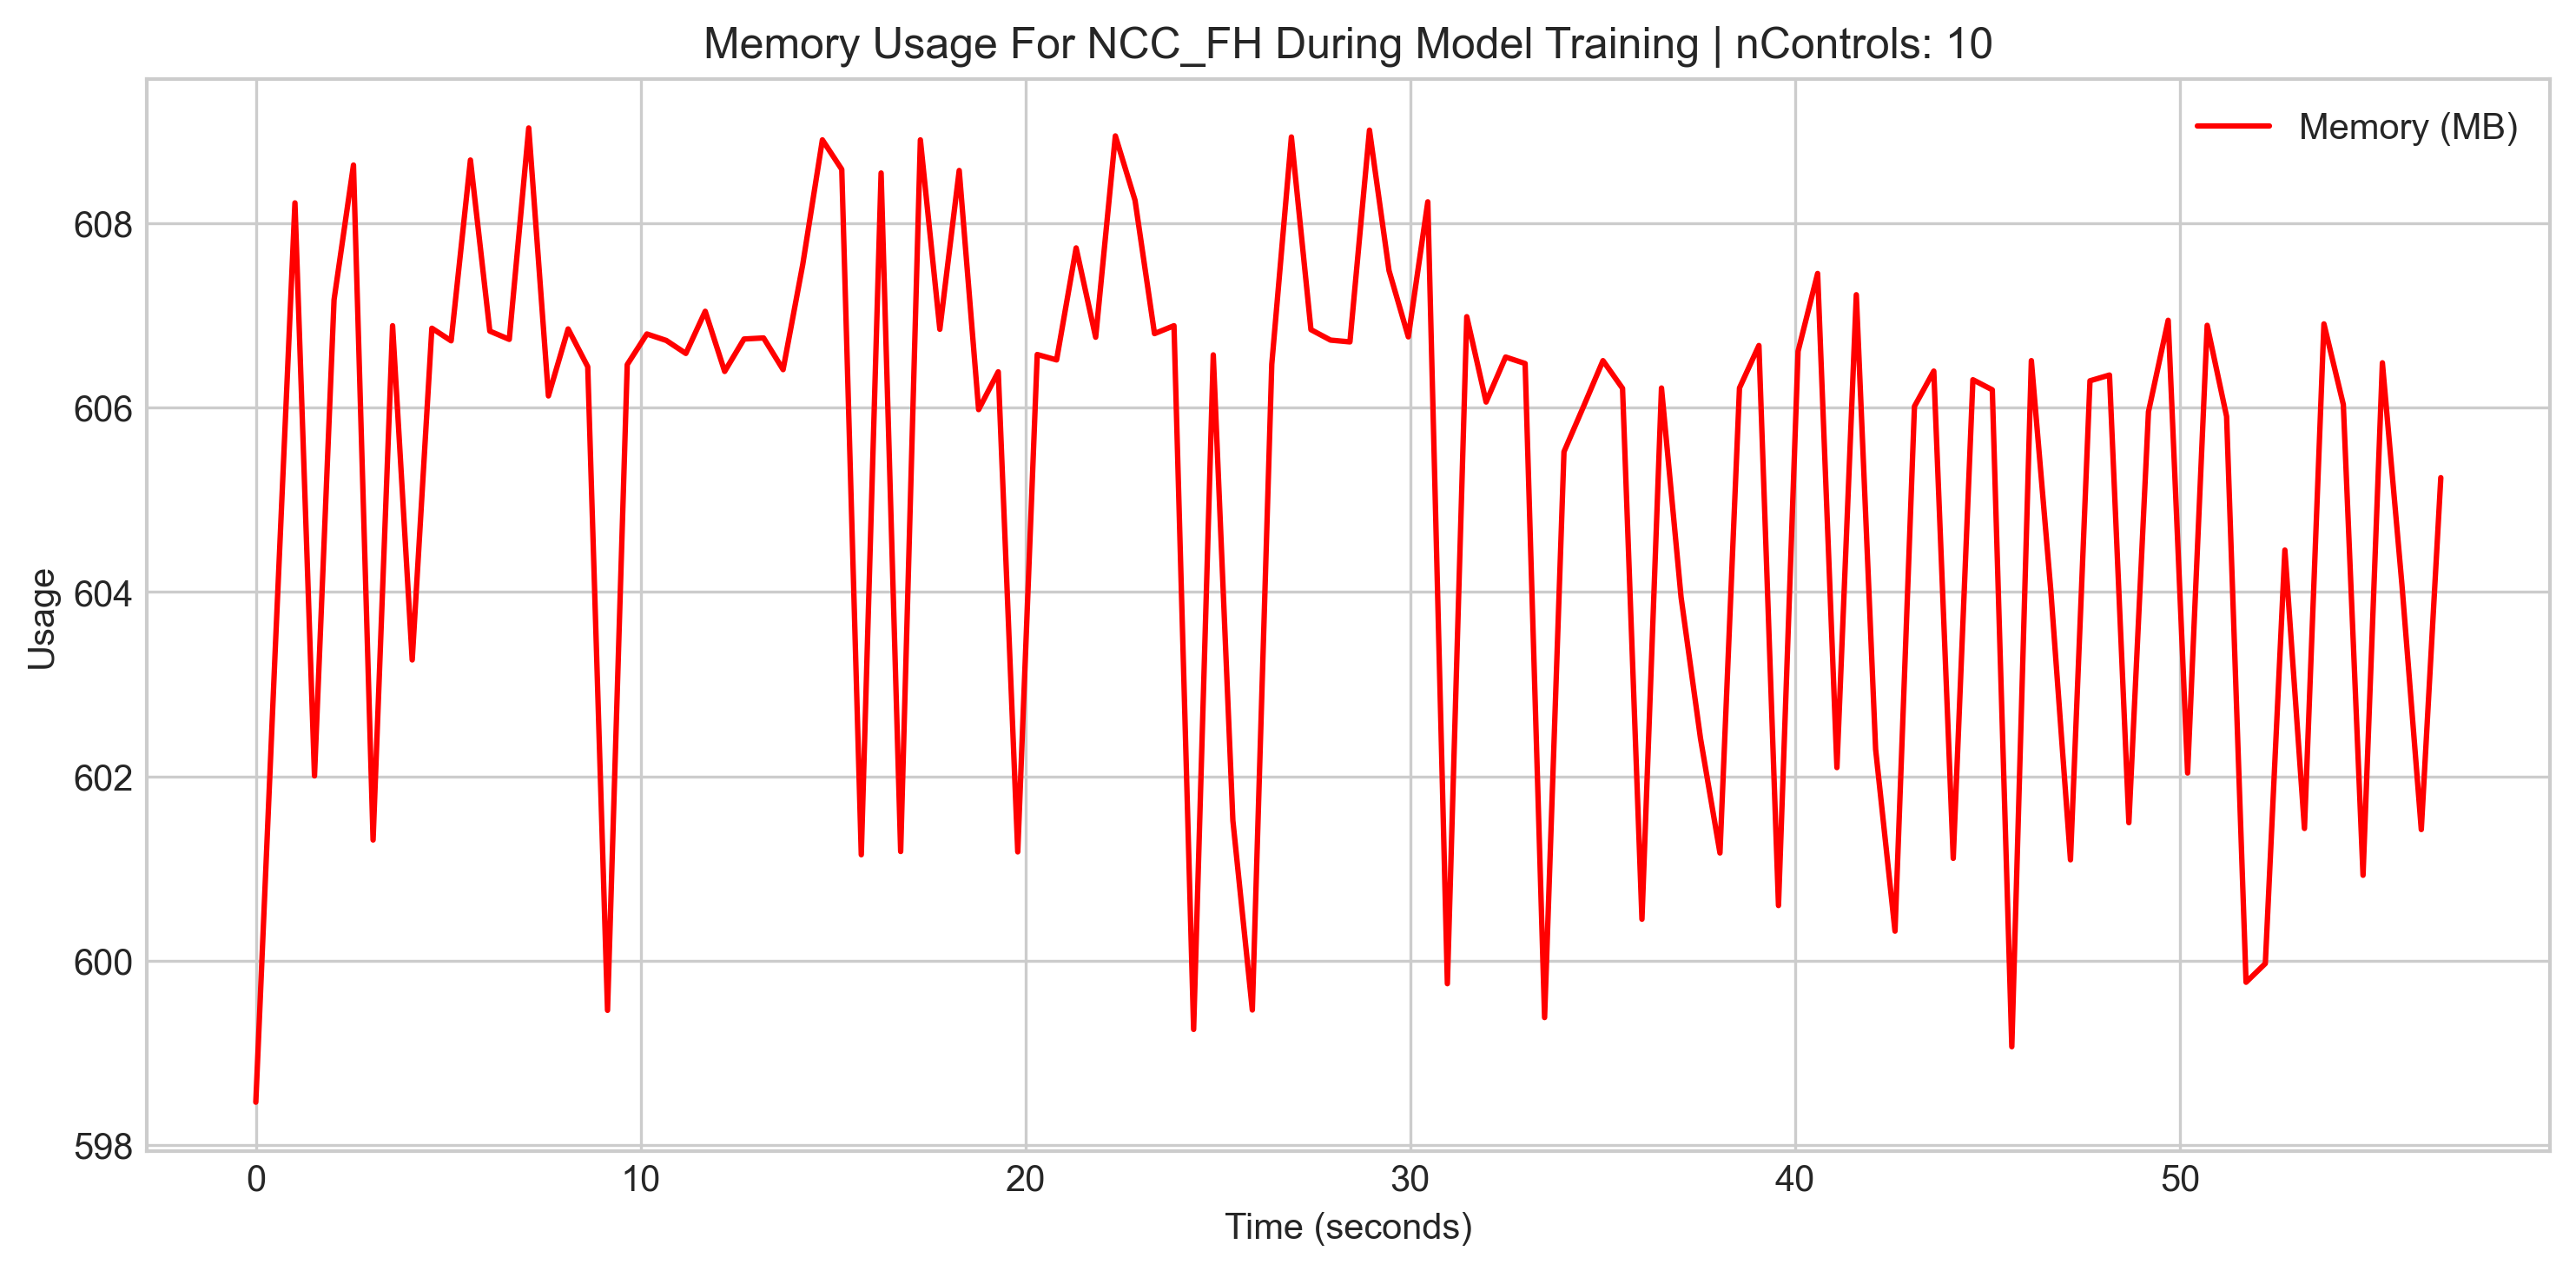 Memory Usage For NCC_FH During Model Training | nControls: 10
Memory (MB)
608
606
604
602
600
598
Usage
0 10 20 30 40 50
Time (seconds)